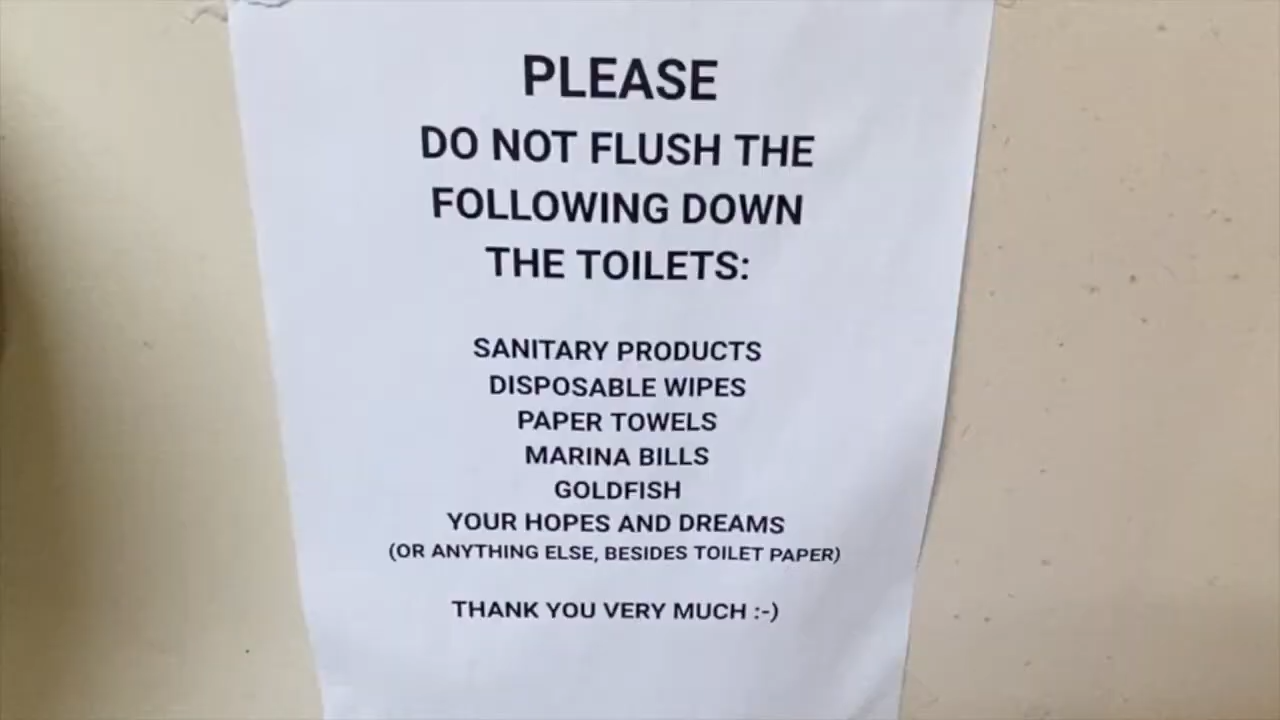 PLEASE
DO NOT FLUSH THE
FOLLOWING DOWN
THE TOILETS:
SANITARY PRODUCTS
DISPOSABLE WIPES
PAPER TOWELS
MARINA BILLS
GOLDFISH
YOUR HOPES AND DREAMS
(OR ANYTHING ELSE, BESIDES TOILET PAPER)
THANK YOU VERY MUCH :-)